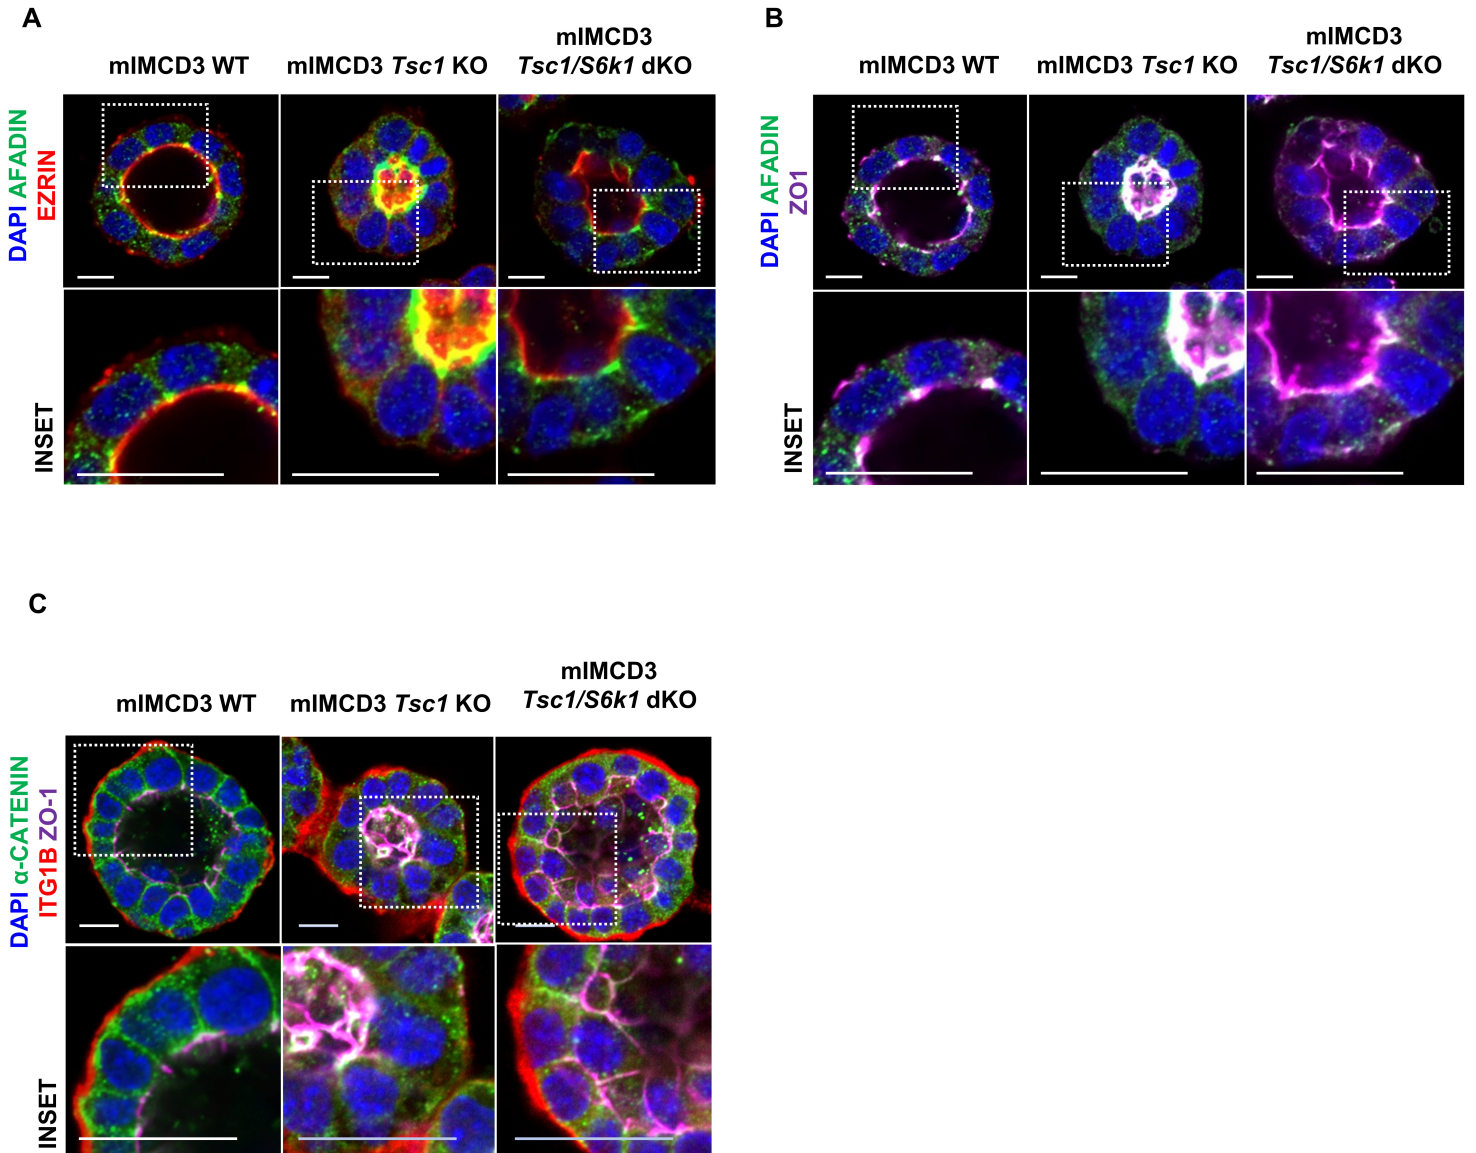 A
mIMCD3 WT
mIMCD3 Tsc1 KO
mIMCD3
Tsc1/S6k1 dKO
DAPI AFADIN
EZRIN
INSET
B
mIMCD3 WT
mIMCD3 Tsc1 KO
mIMCD3
Tsc1/S6k1 dKO
DAPI AFADIN
ZO1
INSET
C
mIMCD3 WT
mIMCD3 Tsc1 KO
mIMCD3
Tsc1/S6k1 dKO
DAPI α-CATENIN
ITG1B ZO-1
INSET